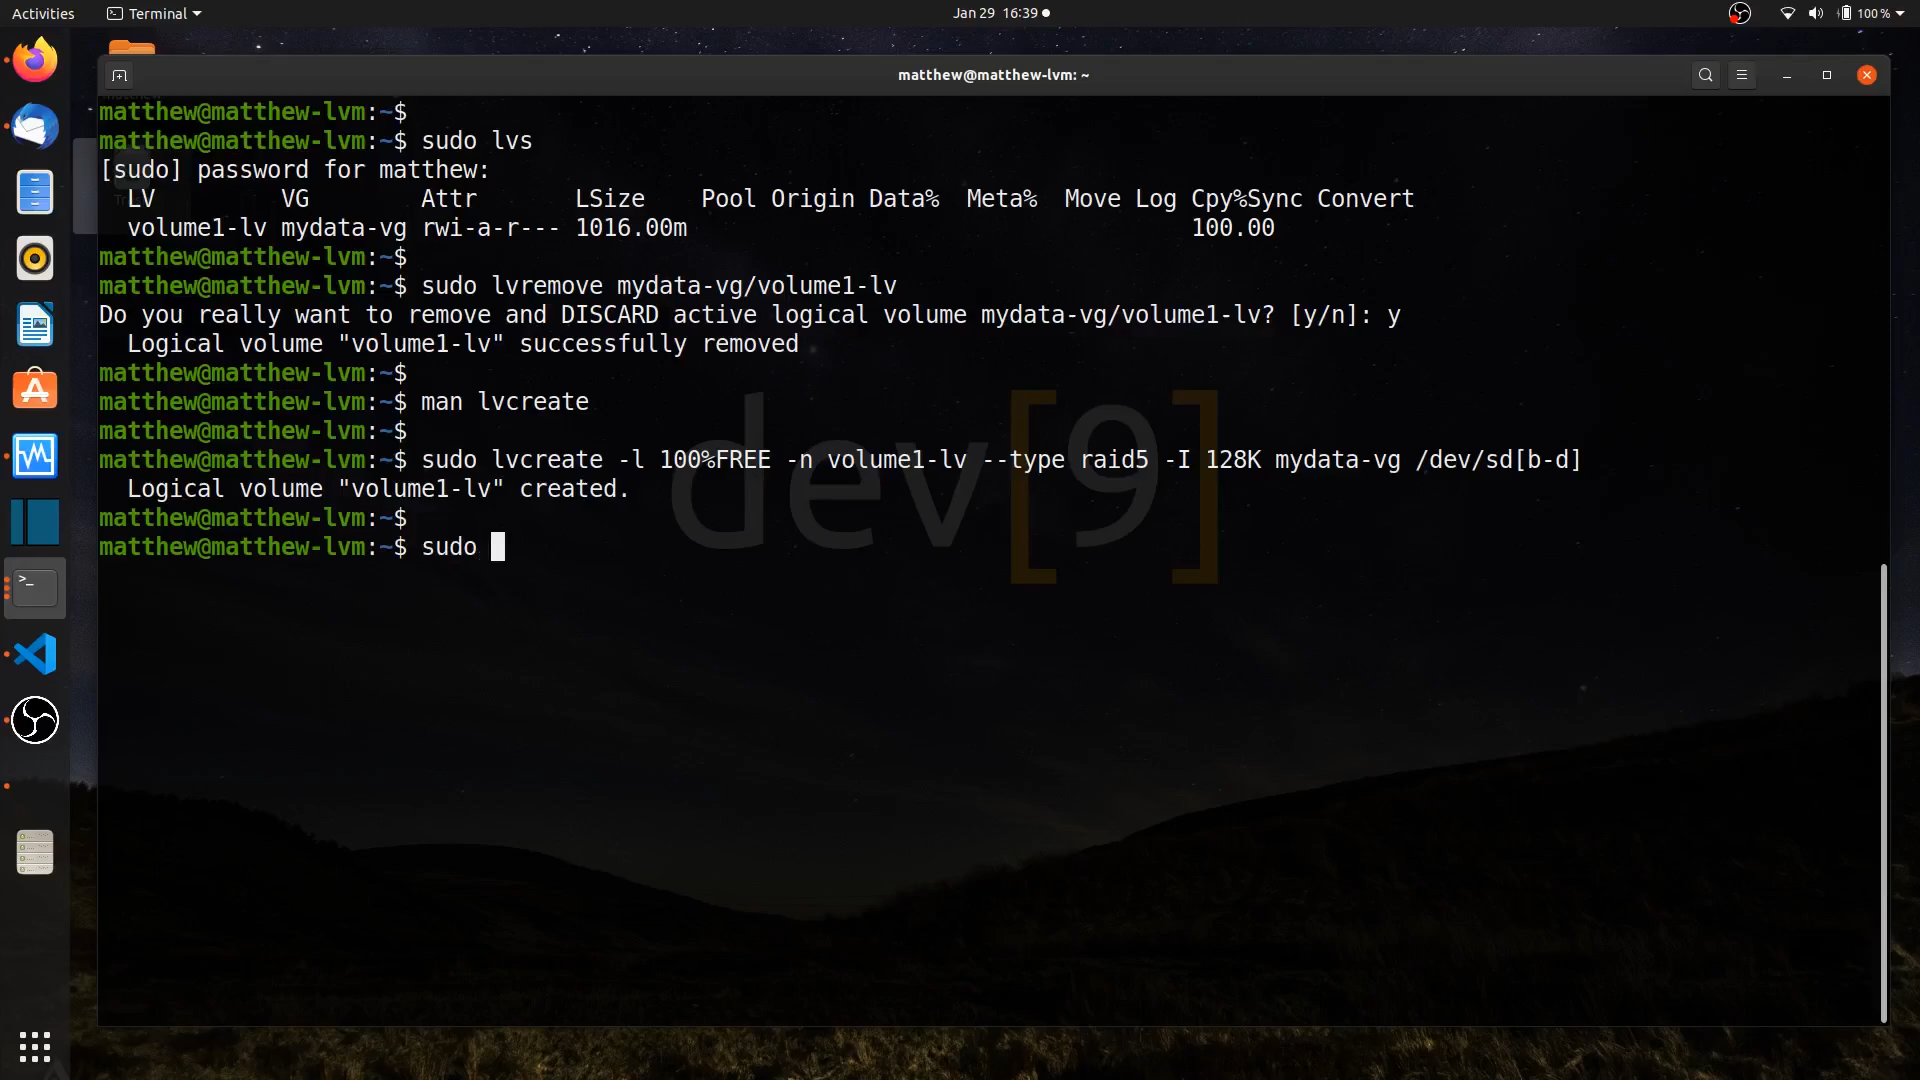 Activities Terminal Jan 29 16:39 100 %
matthew@matthew-lvm: ~
matthew@matthew-lvm:~$
matthew@matthew-lvm:~$ sudo lvs
[sudo] password for matthew:
LV VG Attr LSize Pool Origin Data% Meta% Move Log Cpy%Sync Convert
volume1-lv mydata-vg rwi-a-r--- 1016.00m 100.00
matthew@matthew-lvm:~$
matthew@matthew-lvm:~$ sudo lvremove mydata-vg/volume1-lv
Do you really want to remove and DISCARD active logical volume mydata-vg/volume1-lv? [y/n]: y
Logical volume "volume1-lv" successfully removed
matthew@matthew-lvm:~$
matthew@matthew-lvm:~$ man lvcreate
matthew@matthew-lvm:~$
matthew@matthew-lvm:~$ sudo lvcreate -l 100%FREE -n volume1-lv --type raid5 -I 128K mydata-vg /dev/sd[b-d]
Logical volume "volume1-lv" created.
dev[9]
matthew@matthew-lvm:~$
matthew@matthew-lvm:~$ sudo